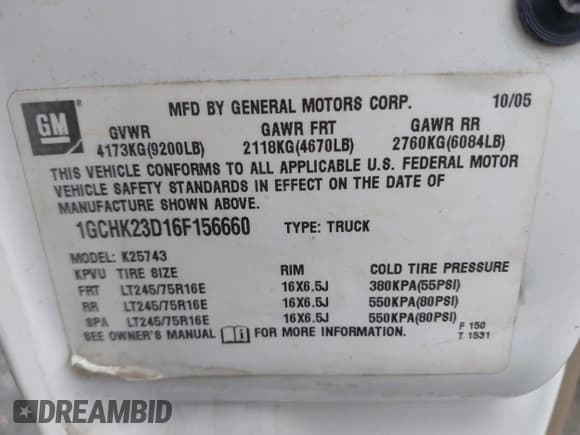 GM
®
MFD BY GENERAL MOTORS CORP. 10/05
GVWR GAWR FRT GAWR RR
4173KG(9200LB) 2118KG(4670LB) 2760KG(6084LB)
THIS VEHICLE CONFORMS TO ALL APPLICABLE U.S. FEDERAL MOTOR
VEHICLE SAFETY STANDARDS IN EFFECT ON THE DATE OF
MANUFACTURE SHOWN ABOVE.
1GCHK23D16F156660 TYPE: TRUCK
MODEL: K25743
KPVU TIRE SIZE RIM COLD TIRE PRESSURE
FRT LT245/75R16E 16X6.5J 380KPA(55PSI)
RR LT245/75R16E 16X6.5J 550KPA(80PSI)
SPA LT245/75R16E 16X6.5J 550KPA(80PSI)
SEE OWNER'S MANUAL i FOR MORE INFORMATION.
F 150
T 1531
DREAMBID